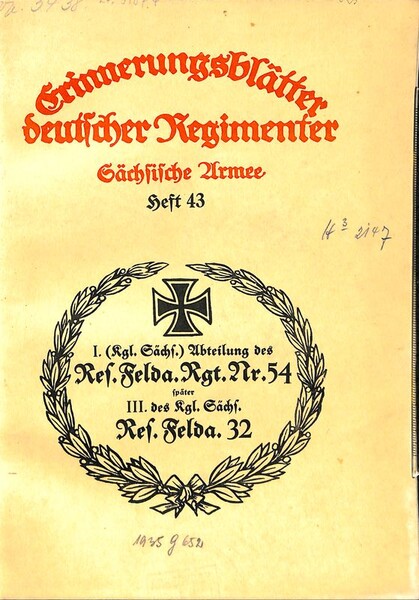 Erinnerungsblätter
deutscher Regimenter
Sächsische Armee
Heft 43
H 3 2147
I. (Kgl. Sächs.) Abteilung des
Res. Felda. Rgt. Nr. 54
später
III. des Kgl. Sächs.
Res. Felda. 32
1935 g 652